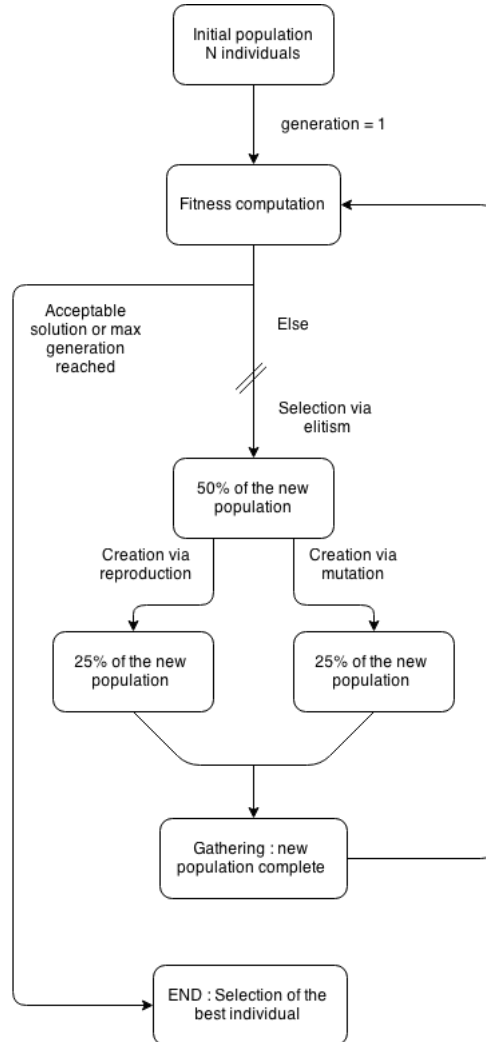 Initial population
N individuals
generation = 1
Fitness computation
Acceptable
solution or max
generation
reached
Else
Selection via
elitism
50% of the new
population
Creation via
reproduction
Creation via
mutation
25% of the new
population
25% of the new
population
Gathering : new
population complete
END : Selection of the
best individual